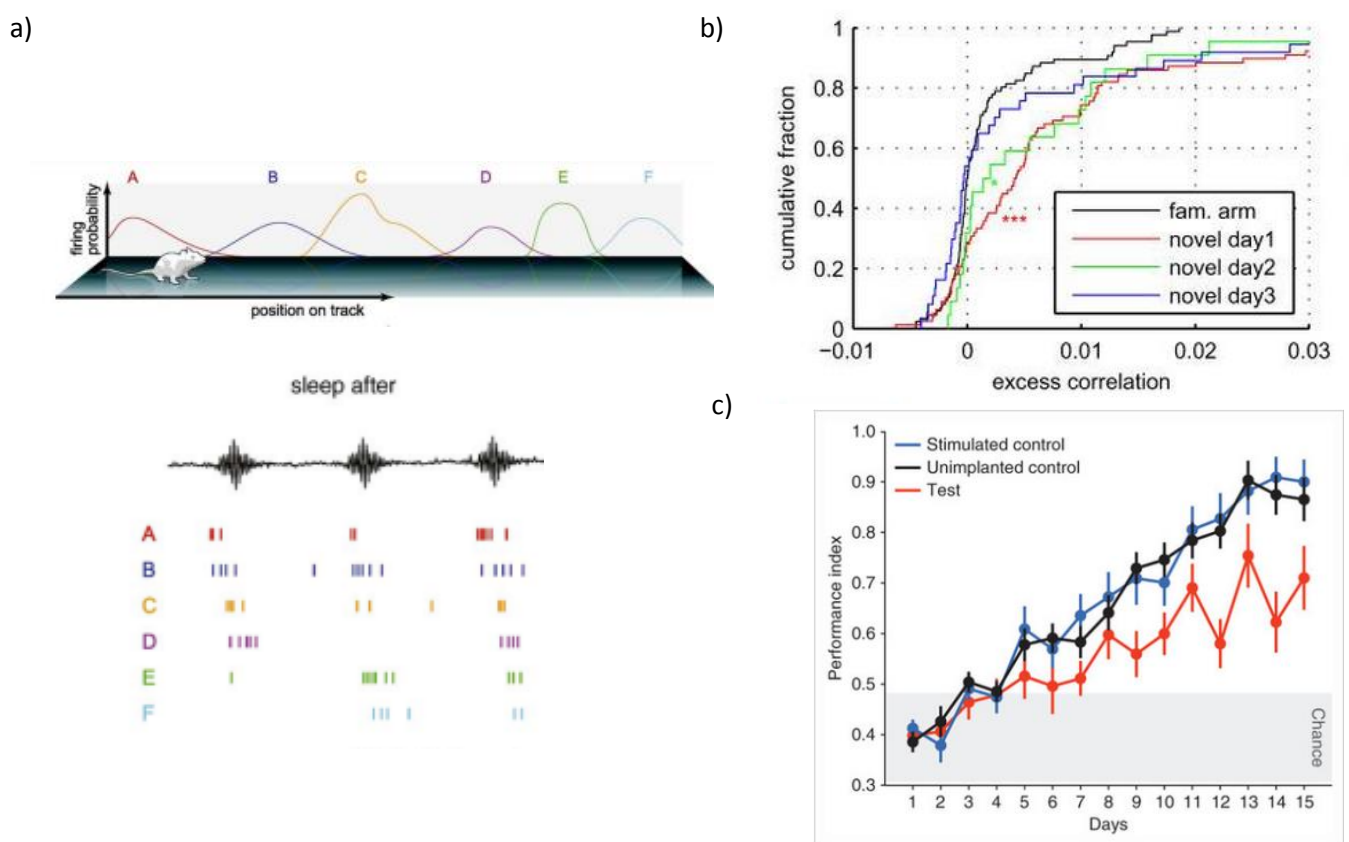 a)
A B C D E F
firing
probability
position on track
sleep after
A
B
C
D
E
F
b)
1
0.8
0.6
0.4
0.2
0
cumulative fraction
*
***
fam. arm
novel day1
novel day2
novel day3
−0.01 0 0.01 0.02 0.03
excess correlation
c)
1.0
0.9
0.8
0.7
0.6
0.5
0.4
0.3
Performance index
Stimulated control
Unimplanted control
Test
Chance
1 2 3 4 5 6 7 8 9 10 11 12 13 14 15
Days